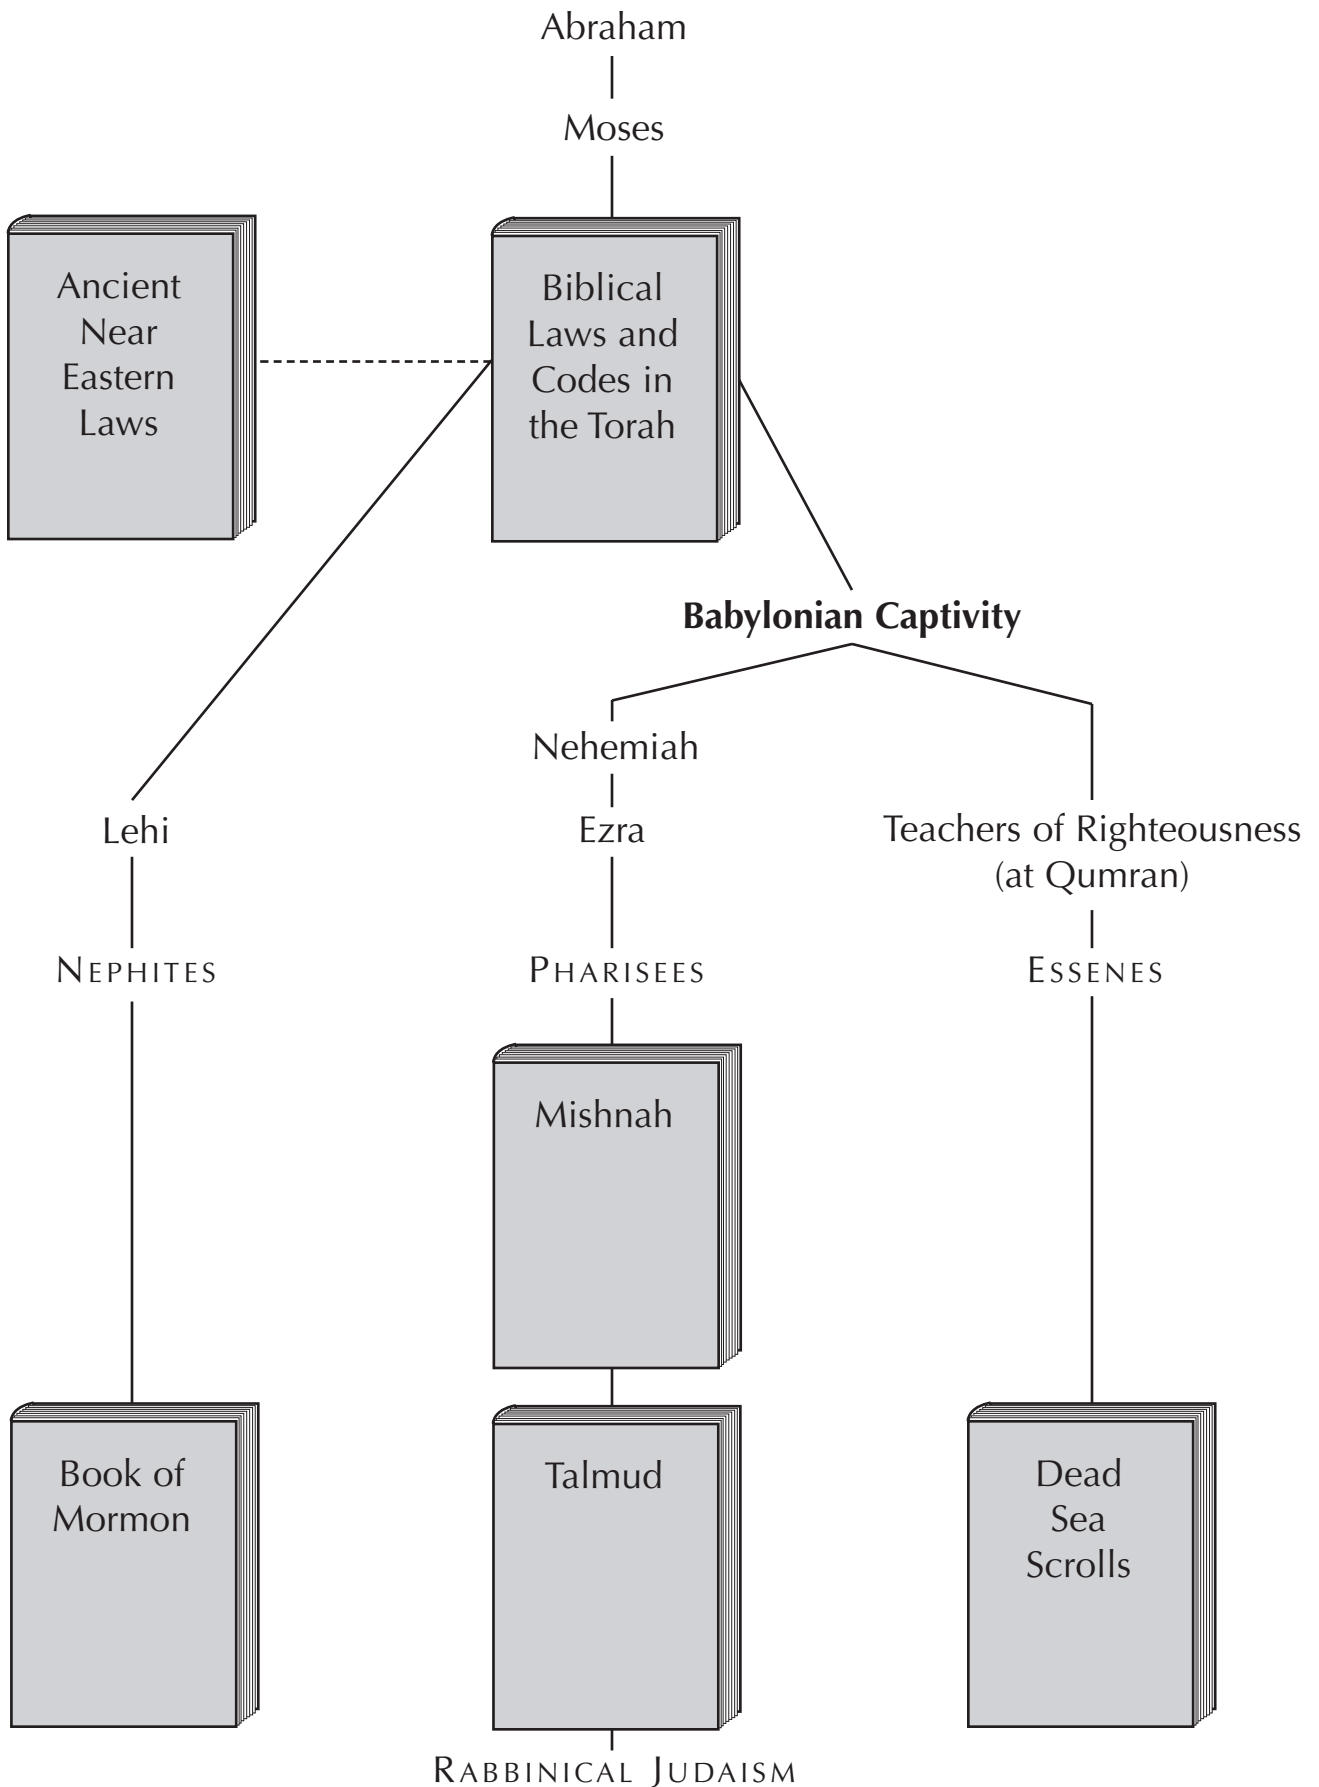 Abraham
Moses
Ancient
Near
Eastern
Laws
Biblical
Laws and
Codes in
the Torah
Babylonian Captivity
Nehemiah
Lehi
Ezra
Teachers of Righteousness
(at Qumran)
NEPHITES
PHARISEES
ESSENES
Mishnah
Book of
Mormon
Talmud
Dead
Sea
Scrolls
RABBINICAL JUDAISM